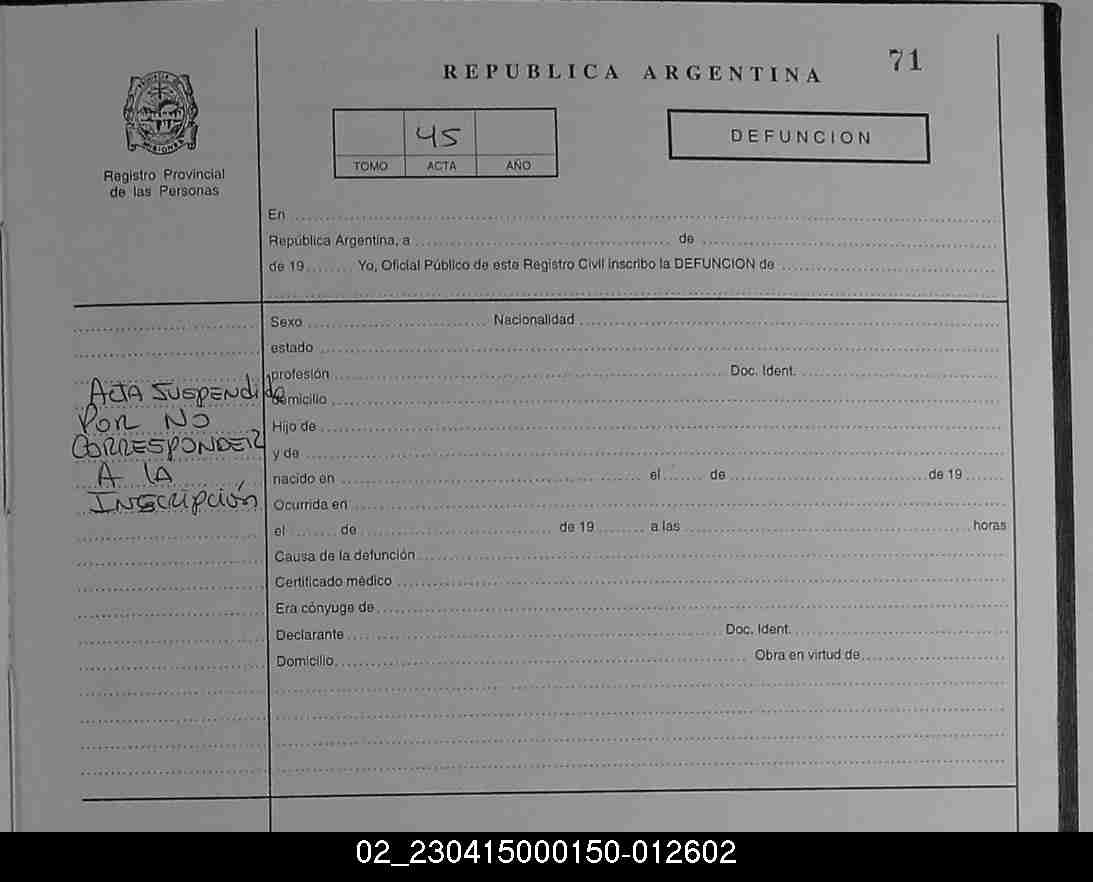 71
REPUBLICA ARGENTINA
MISIONES
Registro Provincial
de las Personas
45
TOMO ACTA AÑO
DEFUNCION
En
República Argentina, a de
de 19 Yo, Oficial Público de este Registro Civil inscribo la DEFUNCION de
Sexo Nacionalidad
estado
profesión Doc. Ident.
domicilio
Hijo de
y de
nacido en el de de 19
Ocurrida en
el de de 19 a las horas
Causa de la defunción
Certificado médico
Era cónyuge de
Declarante Doc. Ident.
Domicilio Obra en virtud de
ACTA SUSPENDIDA
POR NO
CORRESPONDER
A LA
INSCRIPCIÓN
02_230415000150-012602